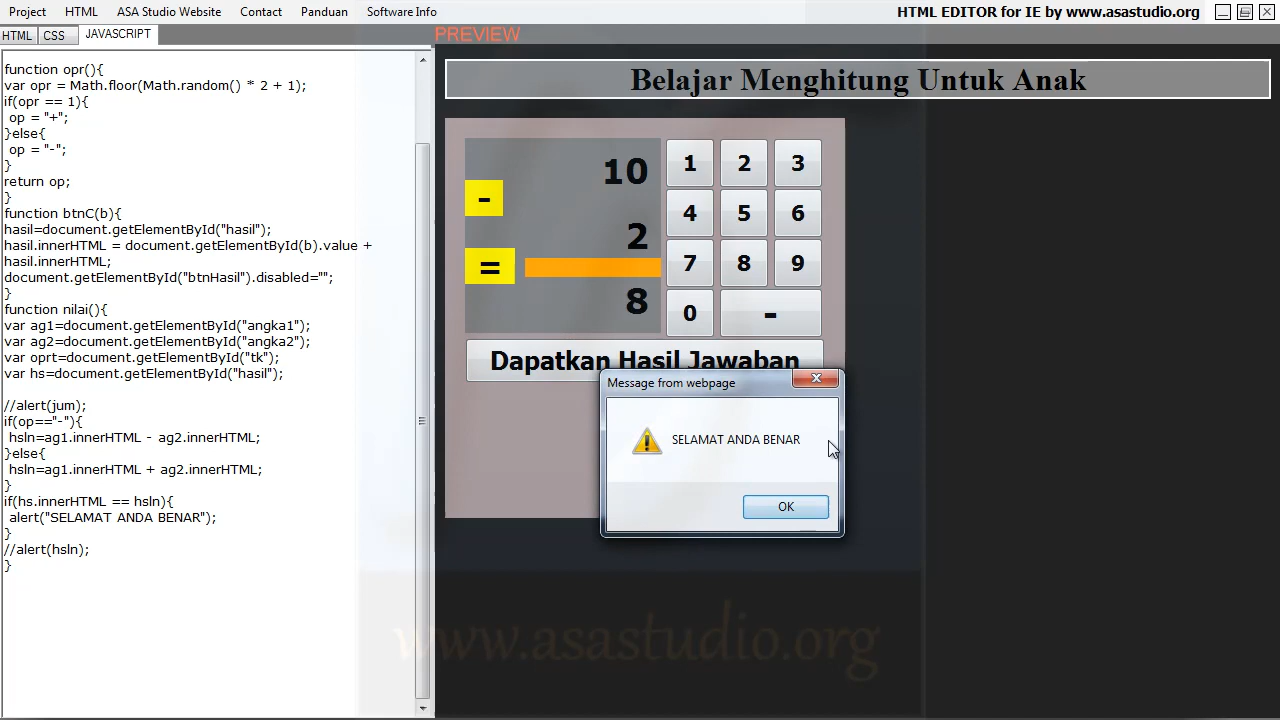 Project HTML ASA Studio Website Contact Panduan Software Info HTML EDITOR for IE by www.asastudio.org
HTML CSS JAVASCRIPT PREVIEW
function opr(){
var opr = Math.floor(Math.random() * 2 + 1);
if(opr == 1){
op = "+";
}else{
op = "-";
}
return op;
}
function btnC(b){
hasil=document.getElementById("hasil");
hasil.innerHTML = document.getElementById(b).value +
hasil.innerHTML;
document.getElementById("btnHasil").disabled="";
}
function nilai(){
var ag1=document.getElementById("angka1");
var ag2=document.getElementById("angka2");
var oprt=document.getElementById("tk");
var hs=document.getElementById("hasil");
//alert(jum);
if(op=="-"){
hsln=ag1.innerHTML - ag2.innerHTML;
}else{
hsln=ag1.innerHTML + ag2.innerHTML;
}
if(hs.innerHTML == hsln){
alert("SELAMAT ANDA BENAR");
}
//alert(hsln);
}
Belajar Menghitung Untuk Anak
10
-
2
=
8
1 2 3
4 5 6
7 8 9
0 -
Dapatkan Hasil Jawaban
Message from webpage
SELAMAT ANDA BENAR
OK
www.asastudio.org